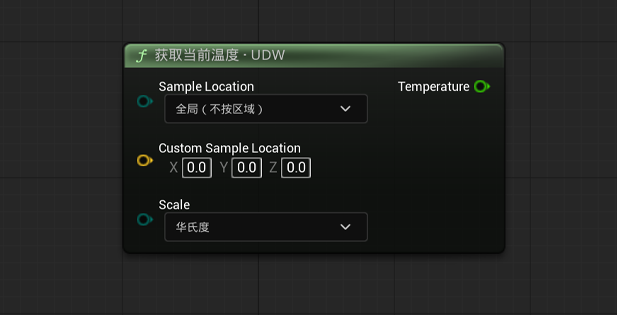 获取当前温度 - UDW
Sample Location
Temperature
全局（不按区域）
Custom Sample Location
X 0.0 Y 0.0 Z 0.0
Scale
华氏度